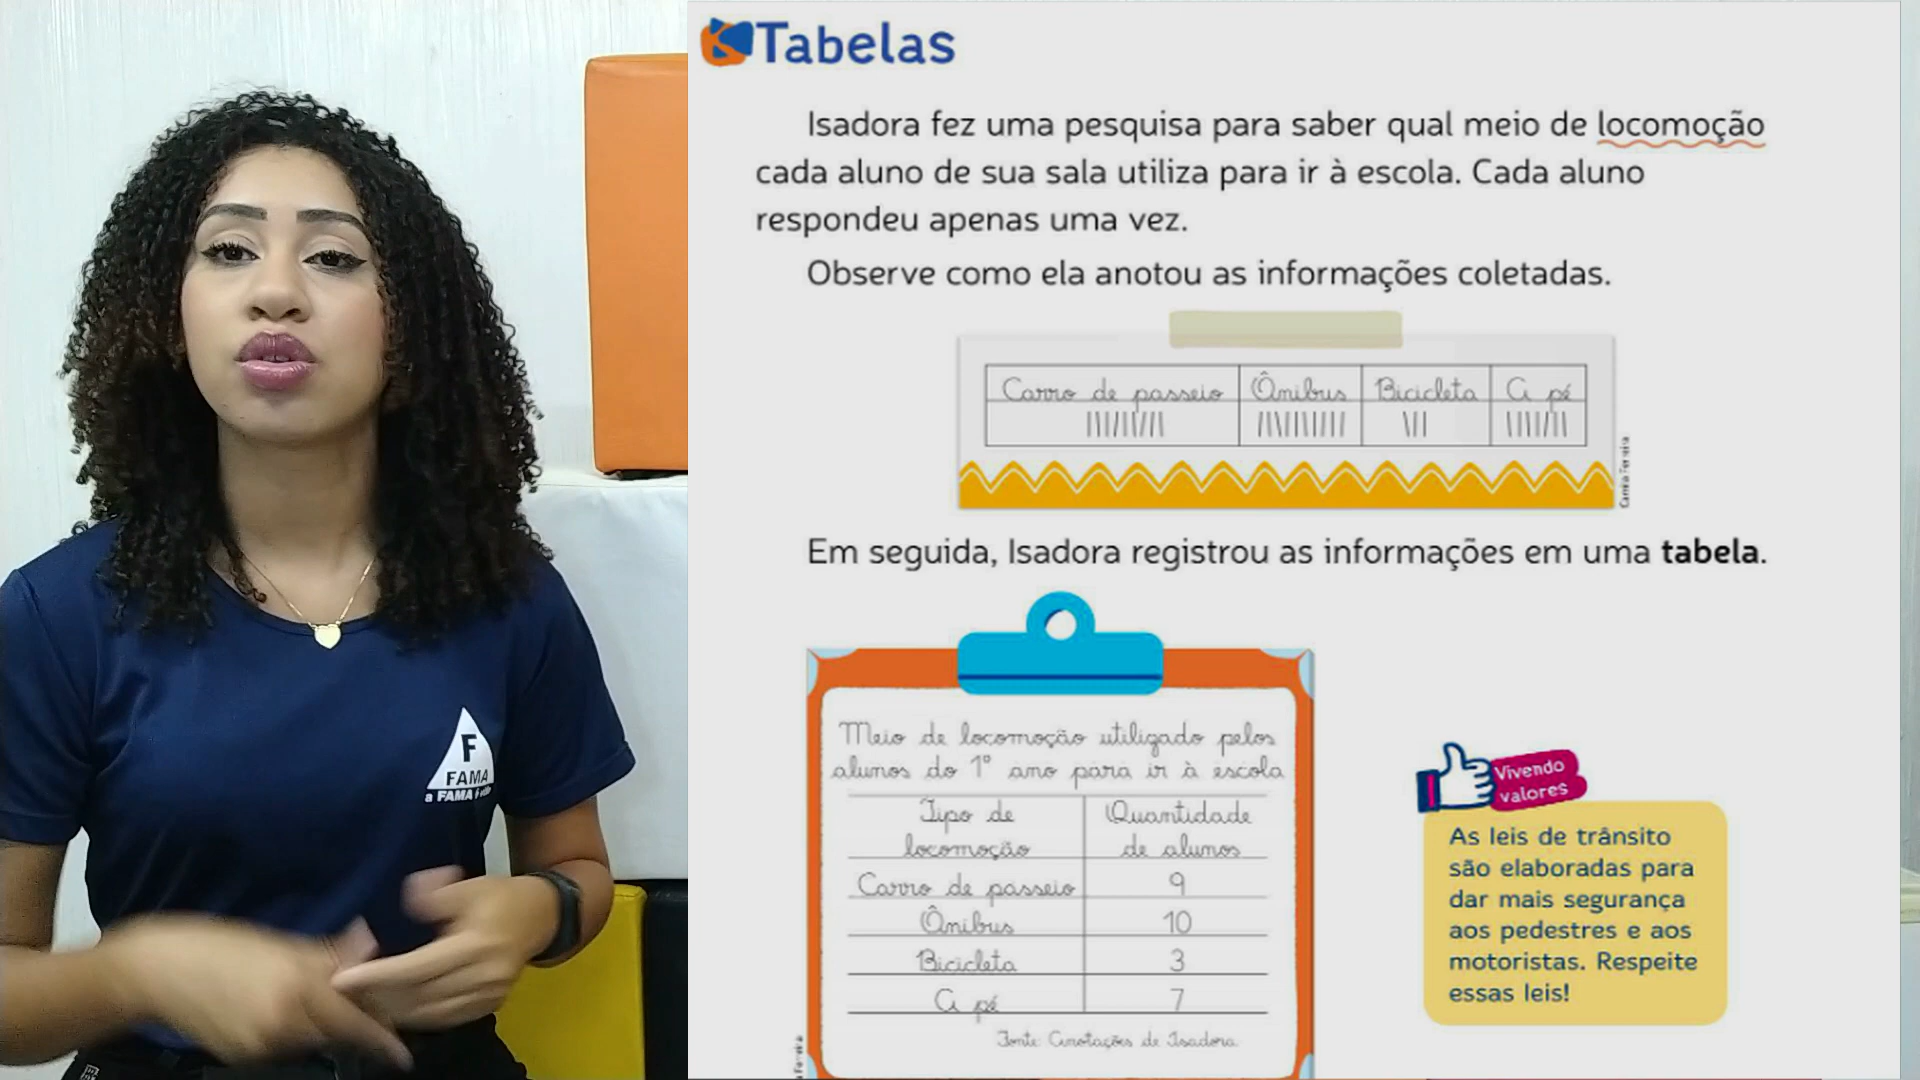 Tabelas
Isadora fez uma pesquisa para saber qual meio de locomoção
cada aluno de sua sala utiliza para ir à escola. Cada aluno
respondeu apenas uma vez.
Observe como ela anotou as informações coletadas.
Carro de passeio Ônibus Bicicleta A pé
Camila Ferreira
Em seguida, Isadora registrou as informações em uma tabela.
Meio de locomoção utilizado pelos
alunos do 1º ano para ir à escola
Tipo de locomoção
Quantidade de alunos
Carro de passeio 9
Ônibus 10
Bicicleta 3
A pé 7
Fonte: Anotações de Isadora.
Vivendo
valores
As leis de trânsito
são elaboradas para
dar mais segurança
aos pedestres e aos
motoristas. Respeite
essas leis!
F
FAMA
a FAMA é